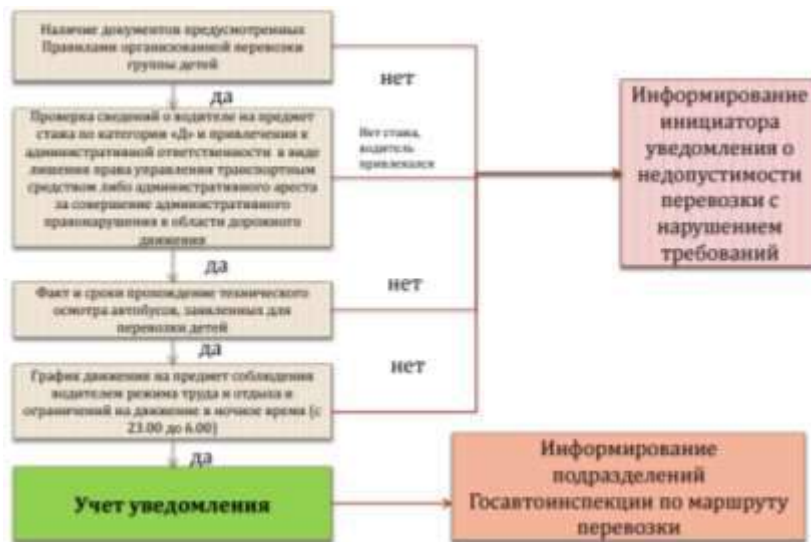 Наличие документов предусмотренных
Правилами организованной перевозки
группы детей
нет
да
Проверка сведений о водителе на предмет
стажа по категории «Д» и привлечения к
административной ответственности в виде
лишения права управления транспортным
средством либо административного ареста
за совершение административного
правонарушения в области дорожного
движения
Нет стажа,
водитель
привлекался
Информирование
инициатора
уведомления о
недопустимости
перевозки с
нарушением
требований
да
Факт и сроки прохождение технического
осмотра автобусов, заявленных для
перевозки детей
нет
да
График движения на предмет соблюдения
водителем режима труда и отдыха и
ограничений на движение в ночное время (с
23.00 до 6.00)
нет
да
Учет уведомления
Информирование
подразделений
Госавтоинспекции по маршруту
перевозки